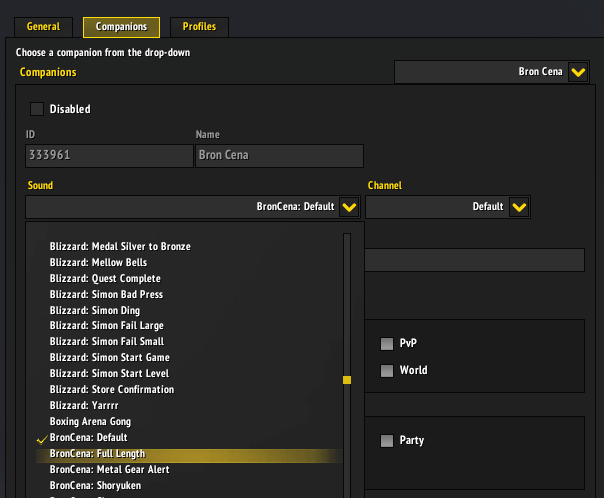 General Companions Profiles
Choose a companion from the drop-down
Companions Bron Cena
Disabled
ID Name
333961 Bron Cena
Sound Channel
BronCena: Default Default
Blizzard: Medal Silver to Bronze
Blizzard: Mellow Bells
Blizzard: Quest Complete
Blizzard: Simon Bad Press
Blizzard: Simon Ding
Blizzard: Simon Fail Large
Blizzard: Simon Fail Small
PvP
Blizzard: Simon Start Game
Blizzard: Simon Start Level
World
Blizzard: Store Confirmation
Blizzard: Yarrrr
Boxing Arena Gong
BronCena: Default
Party
BronCena: Full Length
BronCena: Metal Gear Alert
BronCena: Shoryuken